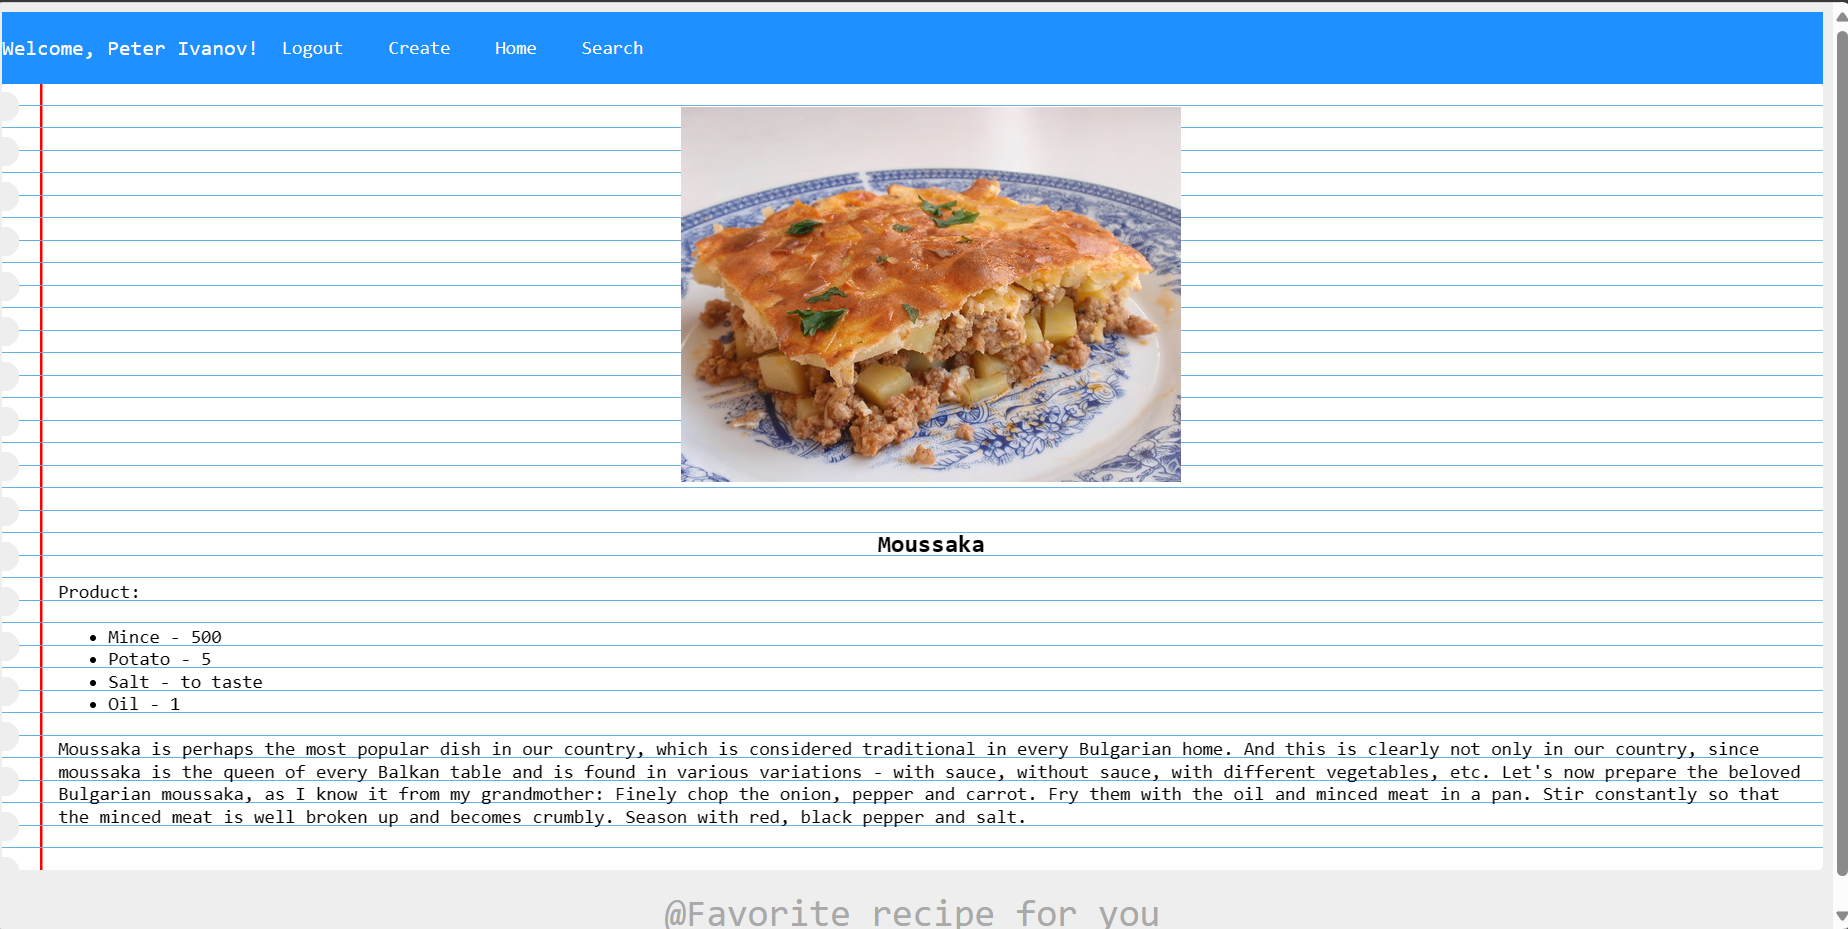 Welcome, Peter Ivanov! Logout Create Home Search
Moussaka
Product:
• Mince - 500
• Potato - 5
• Salt - to taste
• Oil - 1
Moussaka is perhaps the most popular dish in our country, which is considered traditional in every Bulgarian home. And this is clearly not only in our country, since
moussaka is the queen of every Balkan table and is found in various variations - with sauce, without sauce, with different vegetables, etc. Let's now prepare the beloved
Bulgarian moussaka, as I know it from my grandmother: Finely chop the onion, pepper and carrot. Fry them with the oil and minced meat in a pan. Stir constantly so that
the minced meat is well broken up and becomes crumbly. Season with red, black pepper and salt.
@Favorite recipe for you